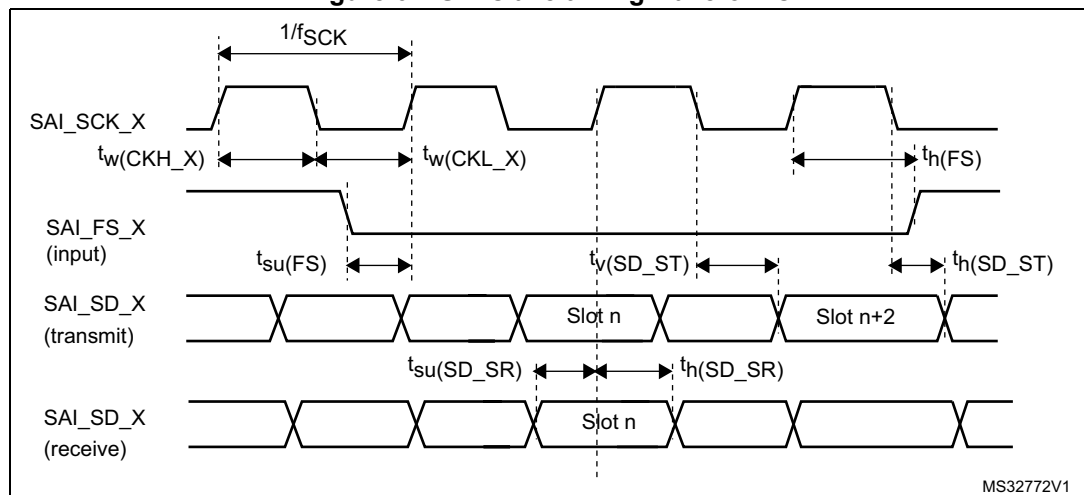 1/fSCK
SAI_SCK_X
tw(CKH_X)
tw(CKL_X)
th(FS)
SAI_FS_X
(input)
tsu(FS)
tv(SD_ST)
th(SD_ST)
SAI_SD_X
(transmit)
Slot n
Slot n+2
tsu(SD_SR)
th(SD_SR)
SAI_SD_X
(receive)
Slot n
MS32772V1